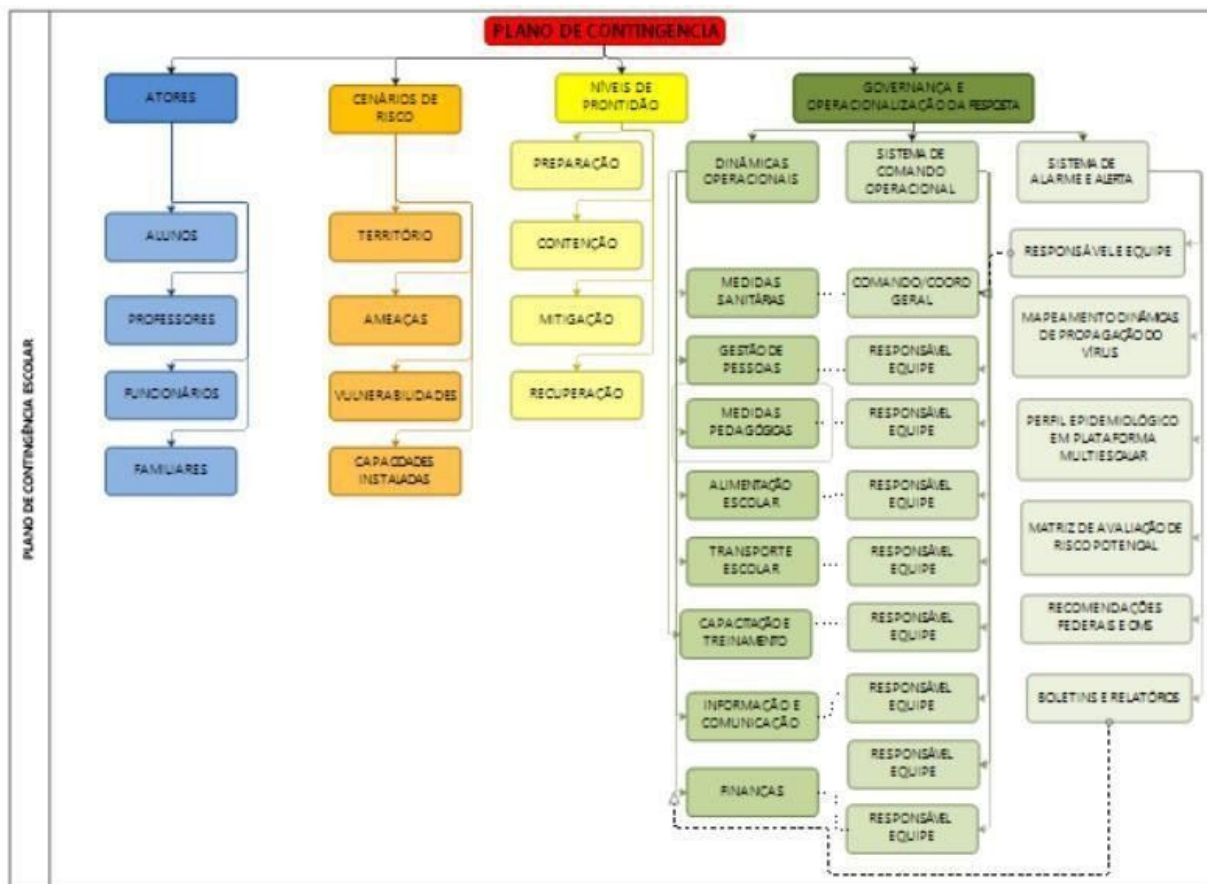 PLANO DE CONTINGÊNCIA ESCOLAR
PLANO DE CONTINGENCIA
ATORES
ALUNOS
PROFESSORES
FUNCIONÁRIOS
FAMILIARES
CENÁRIOS DE
RISCO
TERRITÓRIO
AMEAÇAS
VULNERABILIDADES
CAPACIDADES
INSTALADAS
NÍVEIS DE
PRONTIDÃO
PREPARAÇÃO
CONTENÇÃO
MITIGAÇÃO
RECUPERAÇÃO
GOVERNANÇA E
OPERACIONALIZAÇÃO DA RESPOSTA
DINÂMICAS
OPERACIONAIS
MEDIDAS
SANITÁRIAS
GESTÃO DE
PESSOAS
MEDIDAS
PEDAGÓGICAS
ALIMENTAÇÃO
ESCOLAR
TRANSPORTE
ESCOLAR
CAPACITAÇÃO E
TREINAMENTO
INFORMAÇÃO E
COMUNICAÇÃO
FINANÇAS
SISTEMA DE
COMANDO
OPERACIONAL
COMANDO/COORD
GERAL
RESPONSÁVEL
EQUIPE
RESPONSÁVEL
EQUIPE
RESPONSÁVEL
EQUIPE
RESPONSÁVEL
EQUIPE
RESPONSÁVEL
EQUIPE
RESPONSÁVEL
EQUIPE
RESPONSÁVEL
EQUIPE
RESPONSÁVEL
EQUIPE
SISTEMA DE
ALARME E ALERTA
RESPONSÁVEL E EQUIPE
MAPEAMENTO DINÂMICAS
DE PROPAGAÇÃO DO
VÍRUS
PERFIL EPIDEMIOLÓGICO
EM PLATAFORMA
MULTIESCALAR
MATRIZ DE AVALIAÇÃO DE
RISCO POTENCIAL
RECOMENDAÇÕES
FEDERAIS E OMS
BOLETINS E RELATÓRIOS